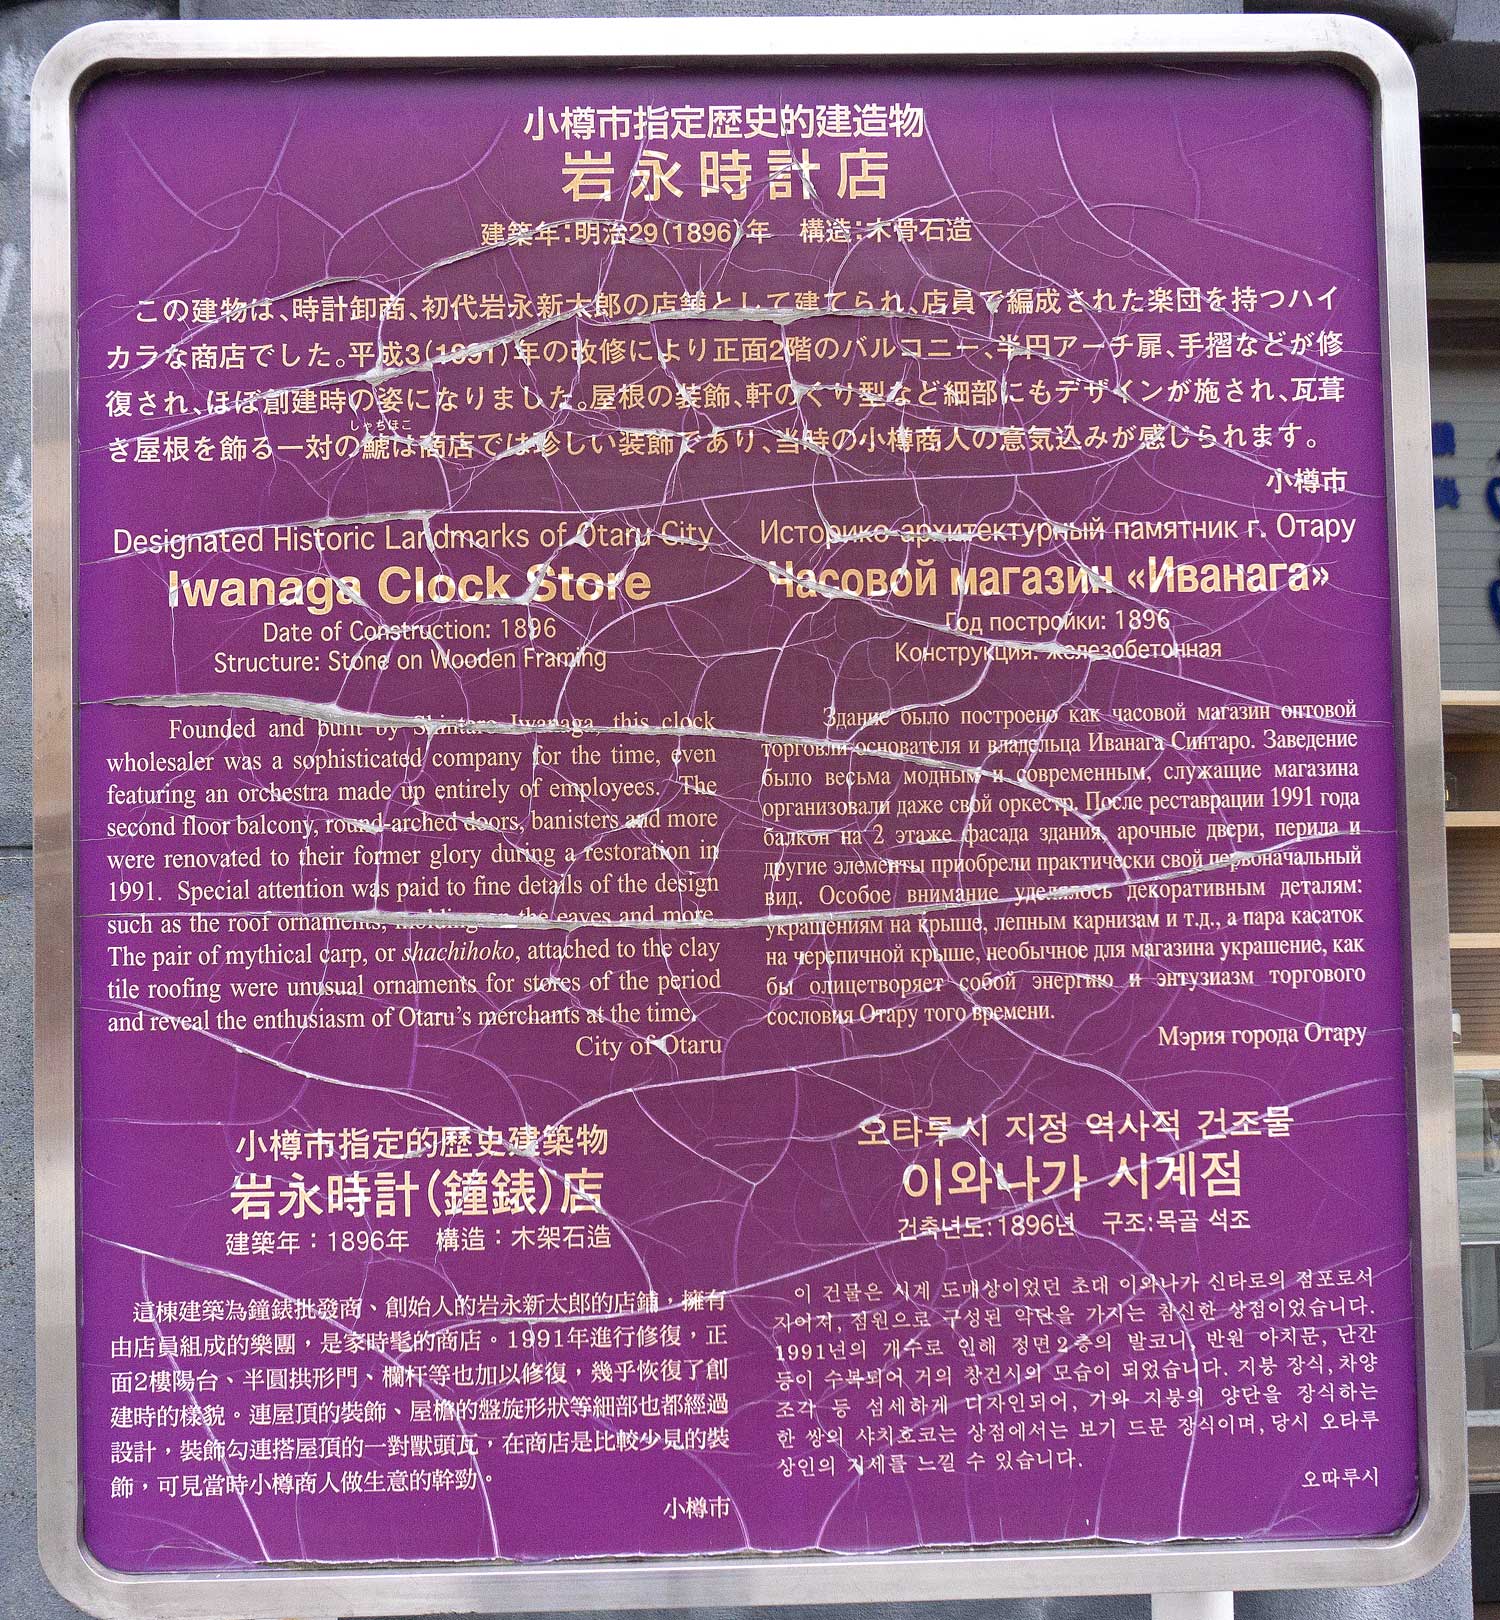 小樽市指定歴史的建造物
岩永時計店
建築年:明治29(1896)年　構造:木骨石造
この建物は、時計卸商、初代岩永新太郎の店舗として建てられ、店員で編成された楽団を持つハイ
カラな商店でした。平成3(1991)年の改修により正面2階のバルコニー、半円アーチ扉、手摺などが修
復され、ほぼ創建時の姿になりました。屋根の装飾、軒のくり型など細部にもデザインが施され、瓦葺
き屋根を飾る一対の鯱は商店では珍しい装飾であり、当時の小樽商人の意気込みが感じられます。
しゃちほこ
小樽市
Designated Historic Landmarks of Otaru City
Iwanaga Clock Store
Date of Construction: 1896
Structure: Stone on Wooden Framing
Founded and built by Shintaro Iwanaga, this clock
wholesaler was a sophisticated company for the time, even
featuring an orchestra made up entirely of employees. The
second floor balcony, round-arched doors, banisters and more
were renovated to their former glory during a restoration in
1991. Special attention was paid to fine details of the design
such as the roof ornaments, molding on the eaves and more.
The pair of mythical carp, or shachihoko, attached to the clay
tile roofing were unusual ornaments for stores of the period
and reveal the enthusiasm of Otaru's merchants at the time.
City of Otaru
Историко-архитектурный памятник г. Отару
Часовой магазин «Иванага»
Год постройки: 1896
Конструкция: железобетонная
Здание было построено как часовой магазин оптовой
торговли основателя и владельца Иванага Синтаро. Заведение
было весьма модным и современным, служащие магазина
организовали даже свой оркестр. После реставрации 1991 года
балкон на 2 этаже фасада здания, арочные двери, перила и
другие элементы приобрели практически свой первоначальный
вид. Особое внимание уделялось декоративным деталям:
украшениям на крыше, лепным карнизам и т.д., а пара касаток
на черепичной крыше, необычное для магазина украшение, как
бы олицетворяет собой энергию и энтузиазм торгового
сословия Отару того времени.
Мэрия города Отару
小樽市指定的歷史建築物
岩永時計(鐘錶)店
建築年：1896年　構造：木架石造
這棟建築為鐘錶批發商、創始人的岩永新太郎的店鋪，擁有
由店員組成的樂團，是家時髦的商店。1991年進行修復，正
面2樓陽台、半圓拱形門、欄杆等也加以修復，幾乎恢復了創
建時的樣貌。連屋頂的裝飾、屋檐的盤旋形狀等細部也都經過
設計，裝飾勾連搭屋頂的一對獸頭瓦，在商店是比較少見的裝
飾，可見當時小樽商人做生意的幹勁。
小樽市
오타루시 지정 역사적 건조물
이와나가 시계점
건축년도:1896년　구조:목골 석조
이 건물은 시계 도매상이었던 초대 이와나가 신타로의 점포로서
지어져, 점원으로 구성된 악단을 가지는 참신한 상점이었습니다.
1991년의 개수로 인해 정면2층의 발코니, 반원 아치문, 난간
등이 수복되어 거의 창건시의 모습이 되었습니다. 지붕 장식, 차양
조각 등 섬세하게 디자인되어, 기와 지붕의 양단을 장식하는
한 쌍의 샤치호코는 상점에서는 보기 드문 장식이며, 당시 오타루
상인의 기세를 느낄 수 있습니다.
오따루시